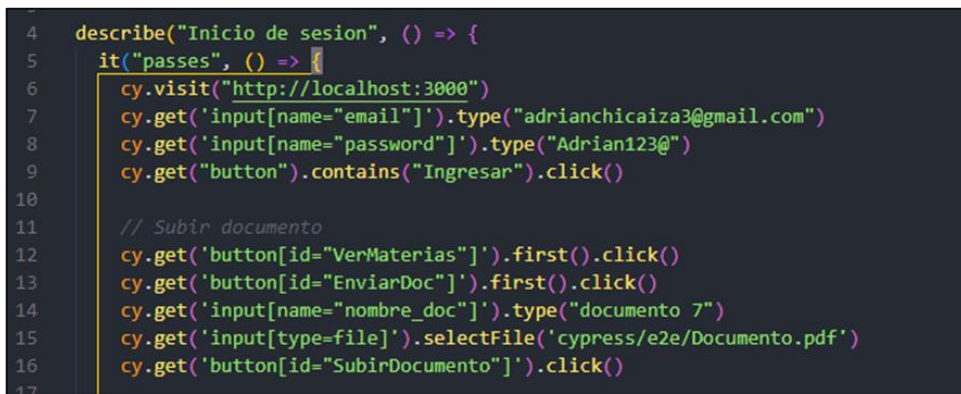 4 describe("Inicio de sesion", () => {
5 it("passes", () => {
6 cy.visit("http://localhost:3000")
7 cy.get('input[name="email"]').type("adrianchicaiza3@gmail.com")
8 cy.get('input[name="password"]').type("Adrian123@")
9 cy.get("button").contains("Ingresar").click()
10
11 // Subir documento
12 cy.get('button[id="VerMaterias"]').first().click()
13 cy.get('button[id="EnviarDoc"]').first().click()
14 cy.get('input[name="nombre_doc"]').type("documento 7")
15 cy.get('input[type=file]').selectFile('cypress/e2e/Documento.pdf')
16 cy.get('button[id="SubirDocumento"]').click()
17